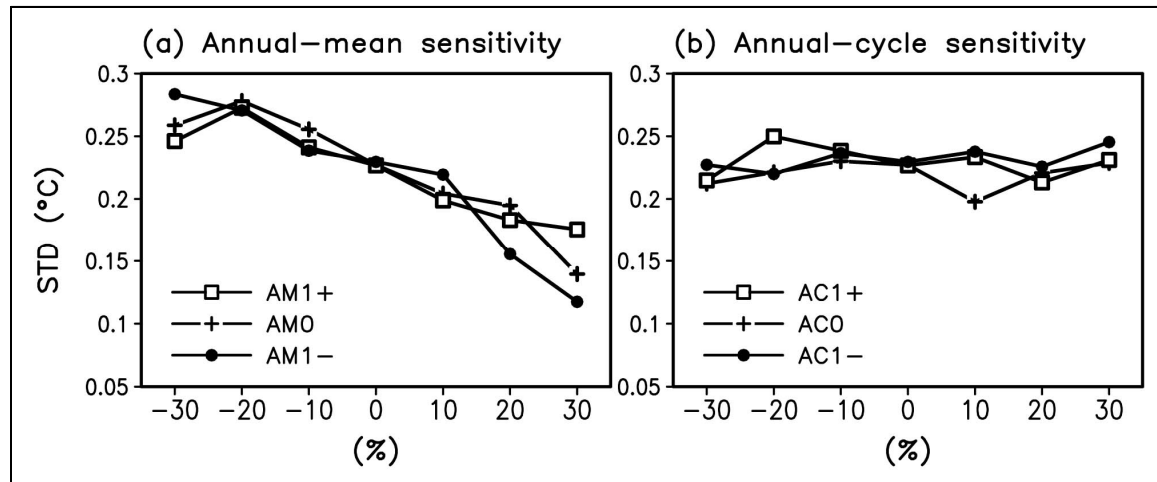 (a) Annual−mean sensitivity
(b) Annual−cycle sensitivity
STD (°C)
0.3
0.25
0.2
0.15
0.1
0.05
AM1+
AM0
AM1−
−30 −20 −10 0 10 20 30
(%)
0.3
0.25
0.2
0.15
0.1
0.05
AC1+
AC0
AC1−
−30 −20 −10 0 10 20 30
(%)